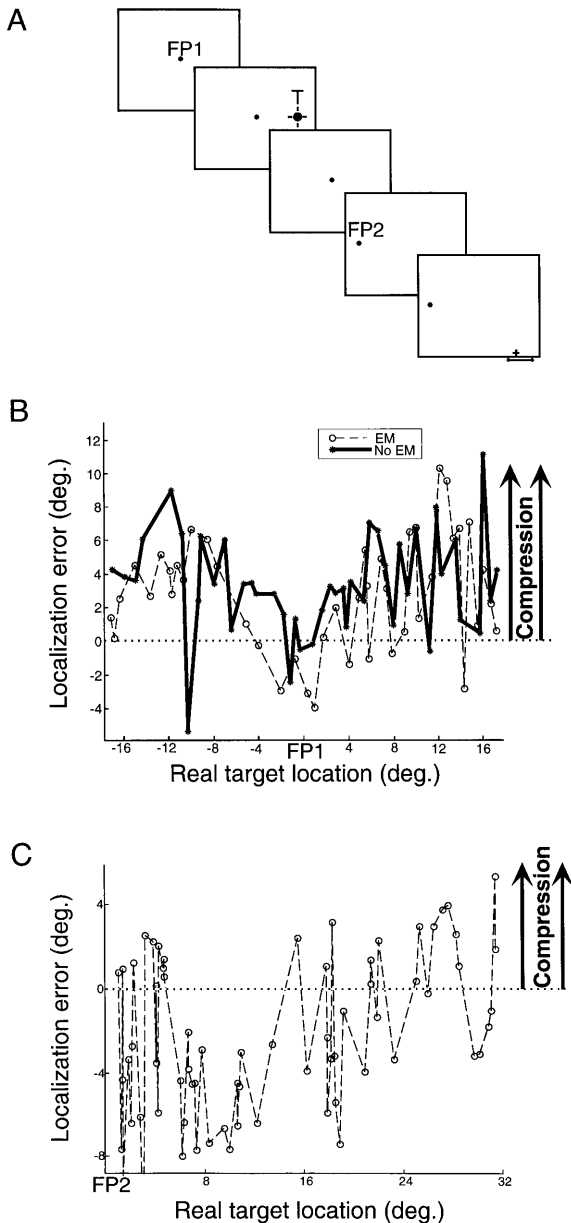 A
FP1
T
FP2
B
EM
No EM
Localization error (deg.)
12
10
8
6
4
2
0
-2
-4
Compression
-16
-12
-8
-4
FP1
4
8
12
16
Real target location (deg.)
C
Localization error (deg.)
4
0
-4
-8
Compression
FP2
8
16
24
32
Real target location (deg.)